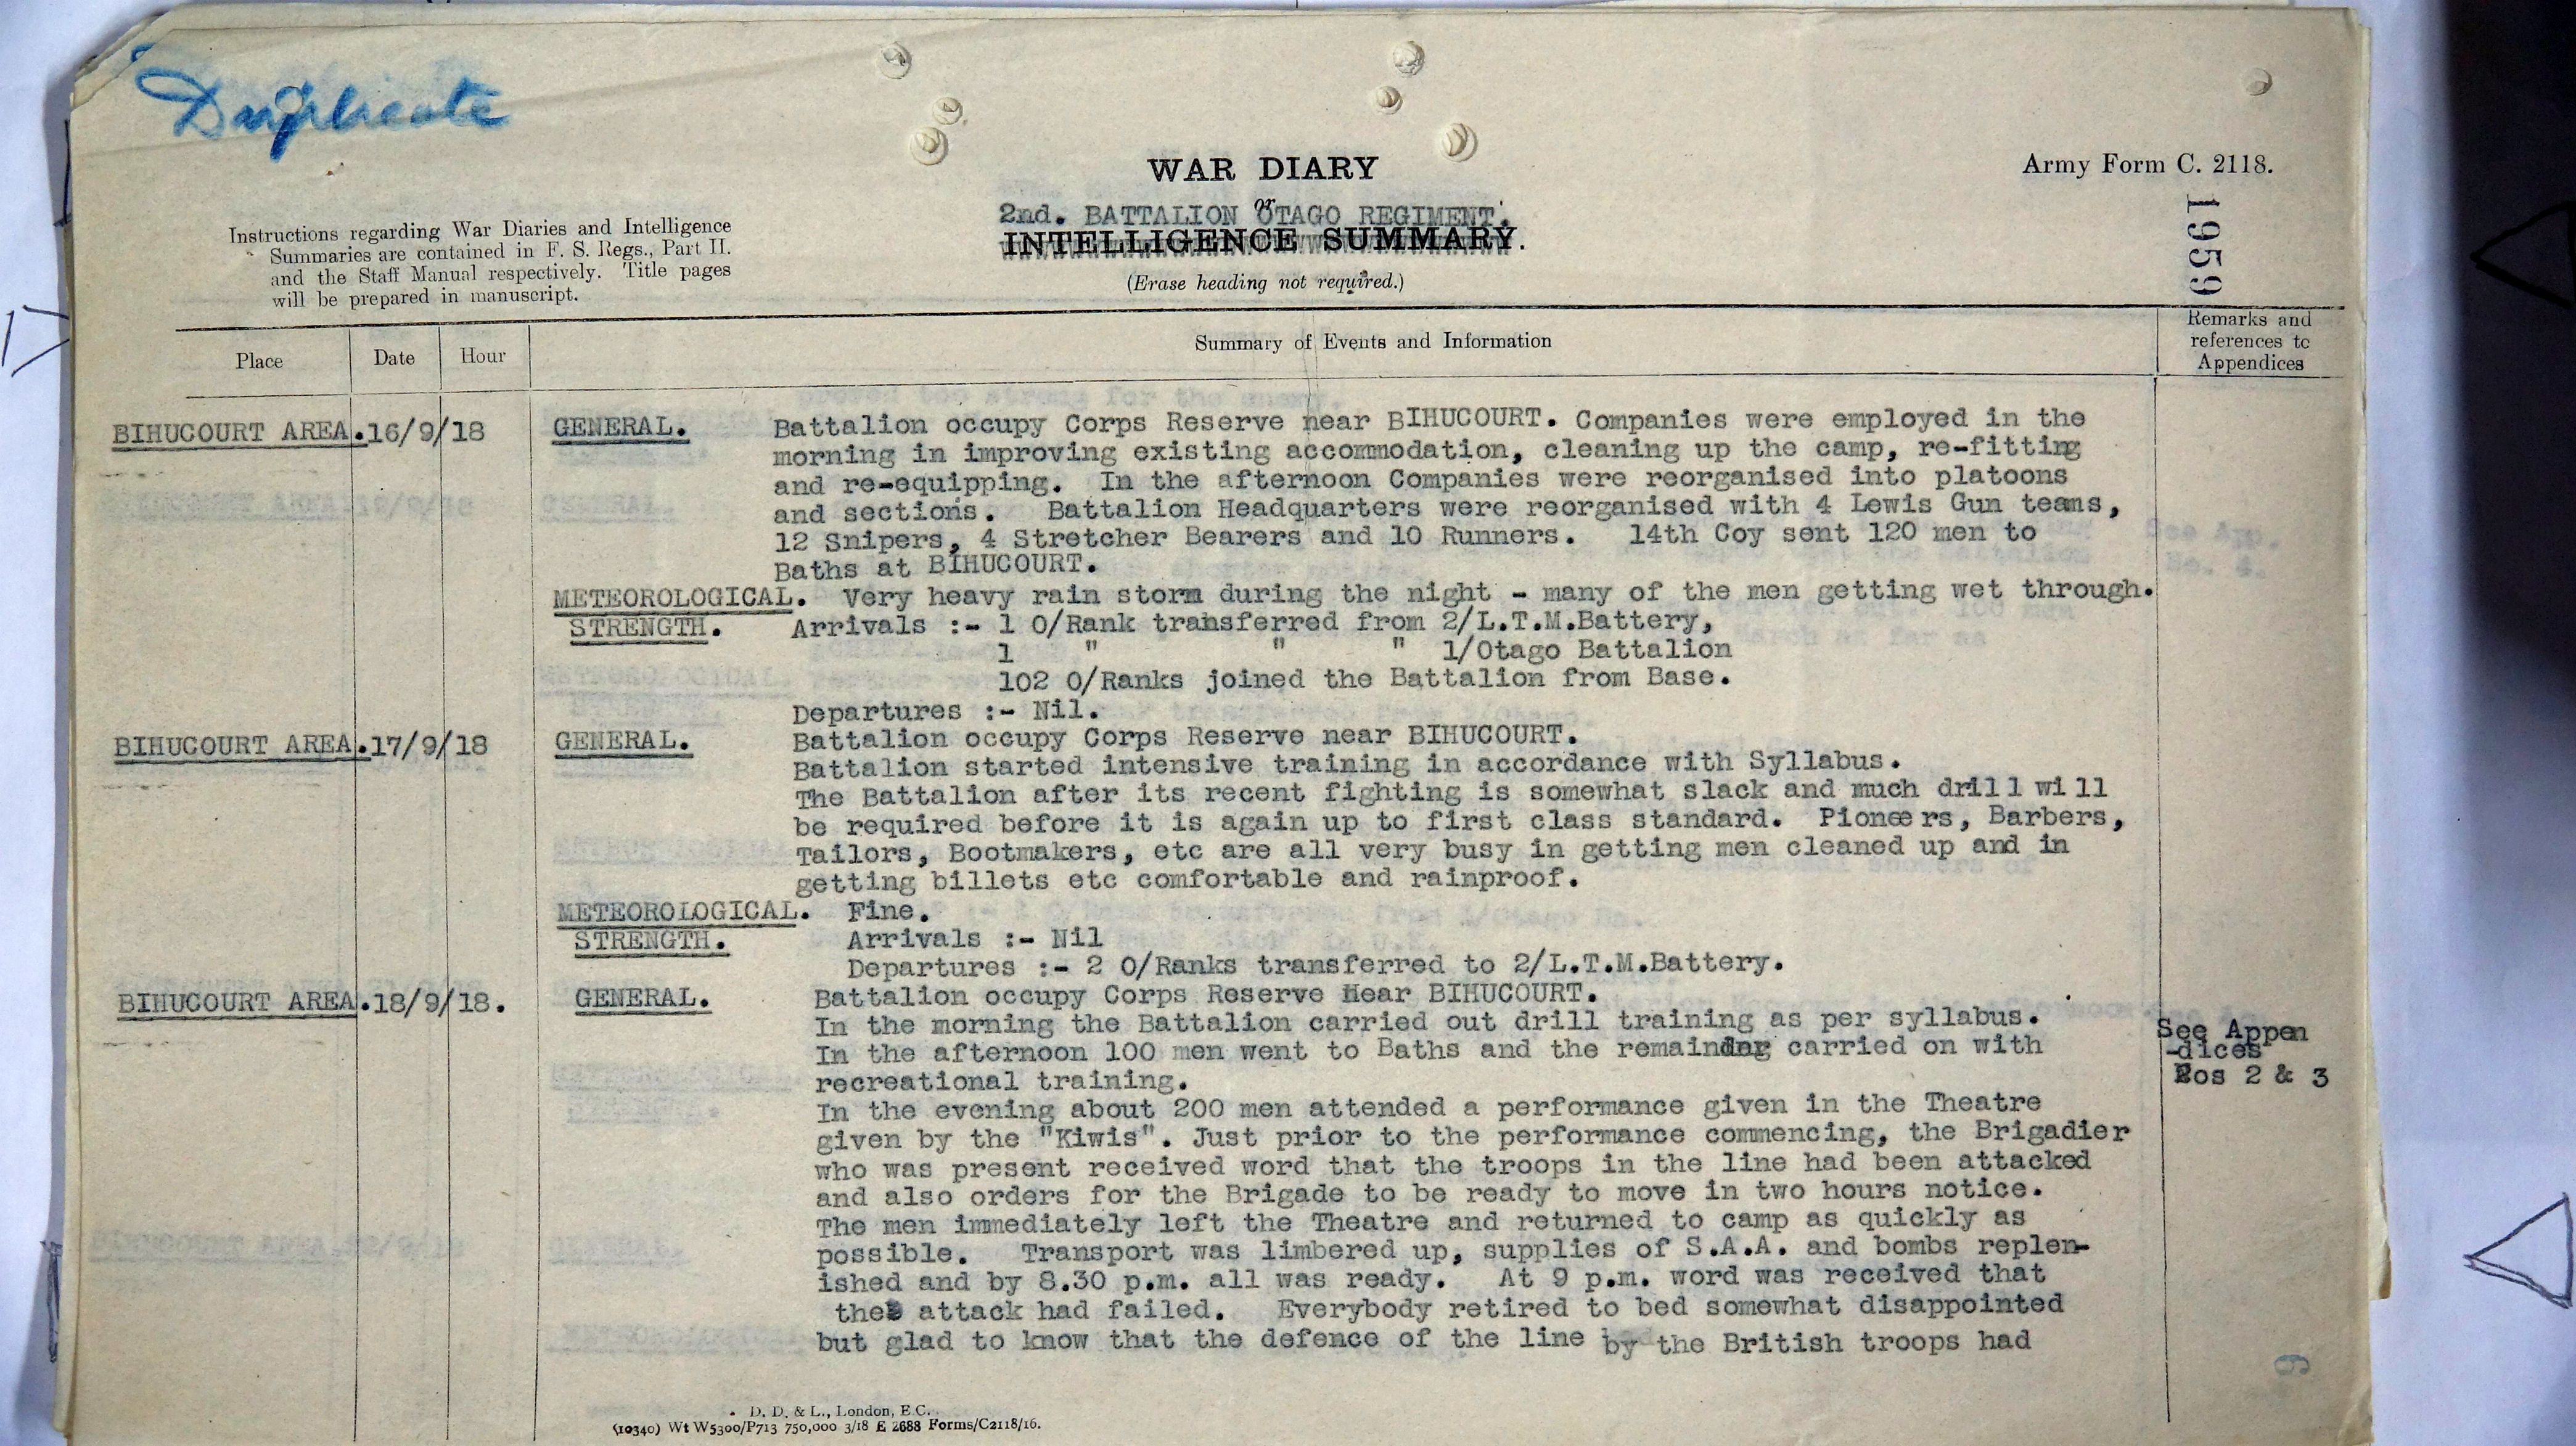 Duplicate
WAR DIARY
Army Form C. 2118.
or
2nd. BATTALION OTAGO REGIMENT.
INTELLIGENCE SUMMARY.
(Erase heading not required.)
1959
Instructions regarding War Diaries and Intelligence
Summaries are contained in F. S. Regs., Part II.
and the Staff Manual respectively. Title pages
will be prepared in manuscript.
Place
Date
Hour
Summary of Events and Information
Remarks and
references to
Appendices
BIHUCOURT AREA.16/9/18 GENERAL. Battalion occupy Corps Reserve near BIHUCOURT. Companies were employed in the
morning in improving existing accommodation, cleaning up the camp, re-fitting
and re-equipping. In the afternoon Companies were reorganised into platoons
and sections. Battalion Headquarters were reorganised with 4 Lewis Gun teams,
12 Snipers, 4 Stretcher Bearers and 10 Runners. 14th Coy sent 120 men to
Baths at BIHUCOURT.
METEOROLOGICAL. Very heavy rain storm during the night - many of the men getting wet through.
STRENGTH. Arrivals :- 1 O/Rank transferred from 2/L.T.M.Battery,
1 " " " 1/Otago Battalion
102 O/Ranks joined the Battalion from Base.
Departures :- Nil.
BIHUCOURT AREA.17/9/18 GENERAL. Battalion occupy Corps Reserve near BIHUCOURT.
Battalion started intensive training in accordance with Syllabus.
The Battalion after its recent fighting is somewhat slack and much drill will
be required before it is again up to first class standard. Pioneers, Barbers,
Tailors, Bootmakers, etc are all very busy in getting men cleaned up and in
getting billets etc comfortable and rainproof.
METEOROLOGICAL. Fine.
STRENGTH. Arrivals :- Nil
Departures :- 2 O/Ranks transferred to 2/L.T.M.Battery.
BIHUCOURT AREA.18/9/18. GENERAL. Battalion occupy Corps Reserve Near BIHUCOURT.
In the morning the Battalion carried out drill training as per syllabus.
In the afternoon 100 men went to Baths and the remainder carried on with
recreational training.
See Appen
-dices
Nos 2 & 3
In the evening about 200 men attended a performance given in the Theatre
given by the "Kiwis". Just prior to the performance commencing, the Brigadier
who was present received word that the troops in the line had been attacked
and also orders for the Brigade to be ready to move in two hours notice.
The men immediately left the Theatre and returned to camp as quickly as
possible. Transport was limbered up, supplies of S.A.A. and bombs replen-
ished and by 8.30 p.m. all was ready. At 9 p.m. word was received that
the attack had failed. Everybody retired to bed somewhat disappointed
but glad to know that the defence of the line by the British troops had
D. D. & L., London, E.C.
(10340) Wt W5300/P713 750,000 3/18 E 2688 Forms/C2118/16.